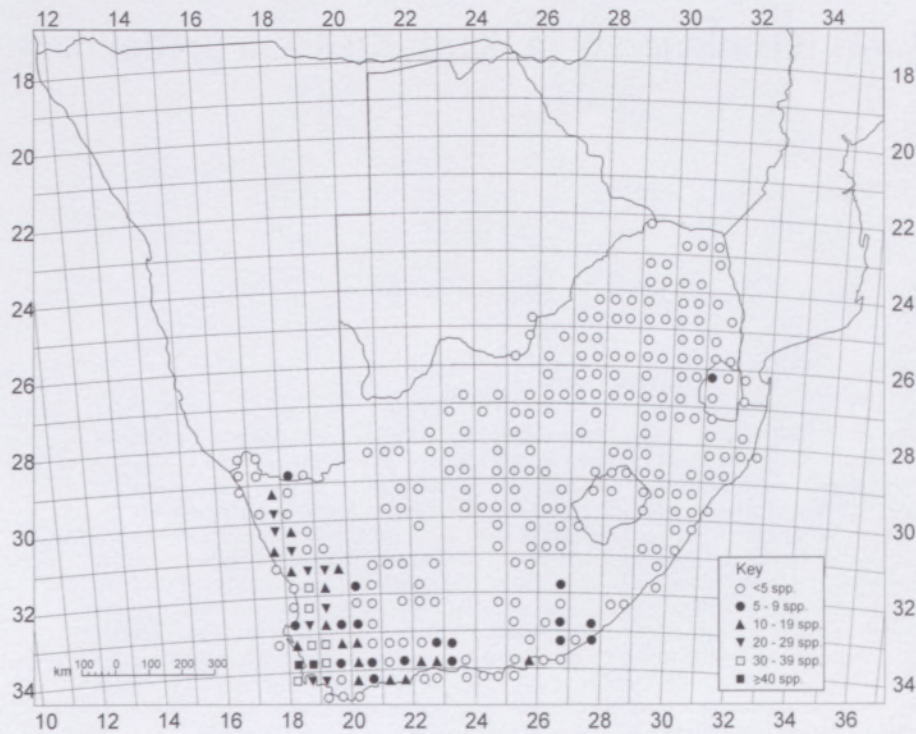 12 14 16 18 20 22 24 26 28 30 32 34
18 18
20 20
22 22
24 24
26 26
28 28
30 30
Key
<5 spp.
5 - 9 spp.
32 10 - 19 spp. 32
20 - 29 spp.
km 100 0 100 200 300 30 - 39 spp.
34 ≥40 spp. 34
10 12 14 16 18 20 22 24 26 28 30 32 34 36